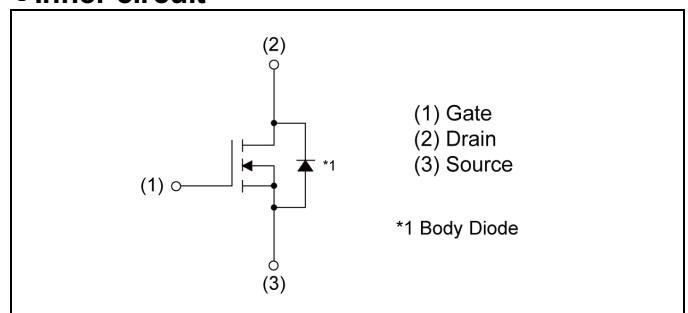 Inner circuit
(2)
(1) Gate
(2) Drain
(3) Source
*1
(1)
*1 Body Diode
(3)